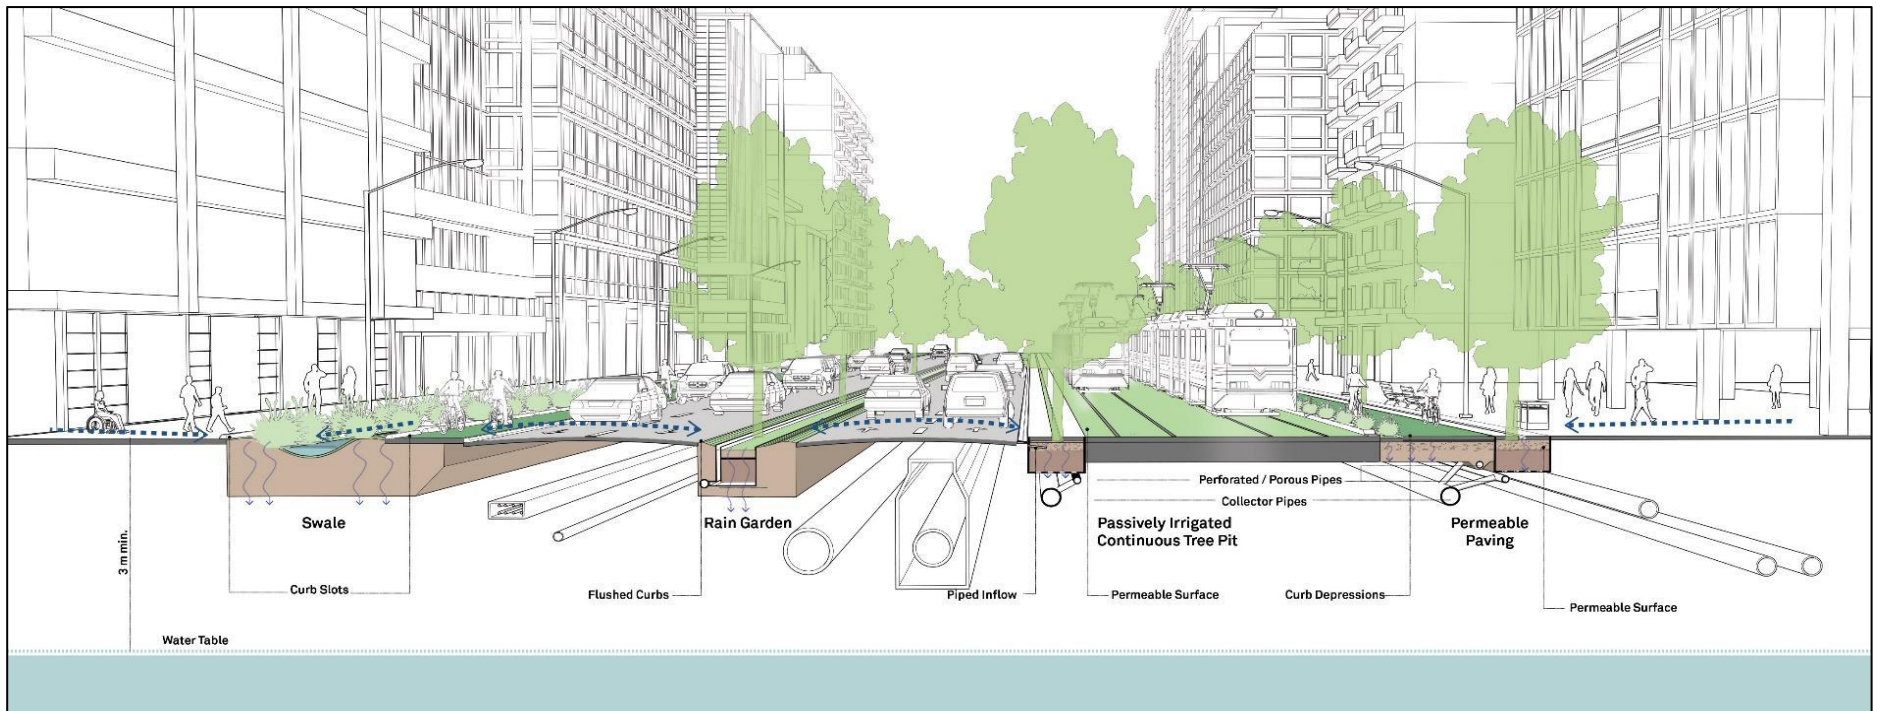 Perforated / Porous Pipes
Collector Pipes
Swale
Rain Garden
Passively Irrigated
Continuous Tree Pit
Permeable
Paving
3 m min.
Curb Slots
Flushed Curbs
Piped Inflow
Permeable Surface
Curb Depressions
Permeable Surface
Water Table